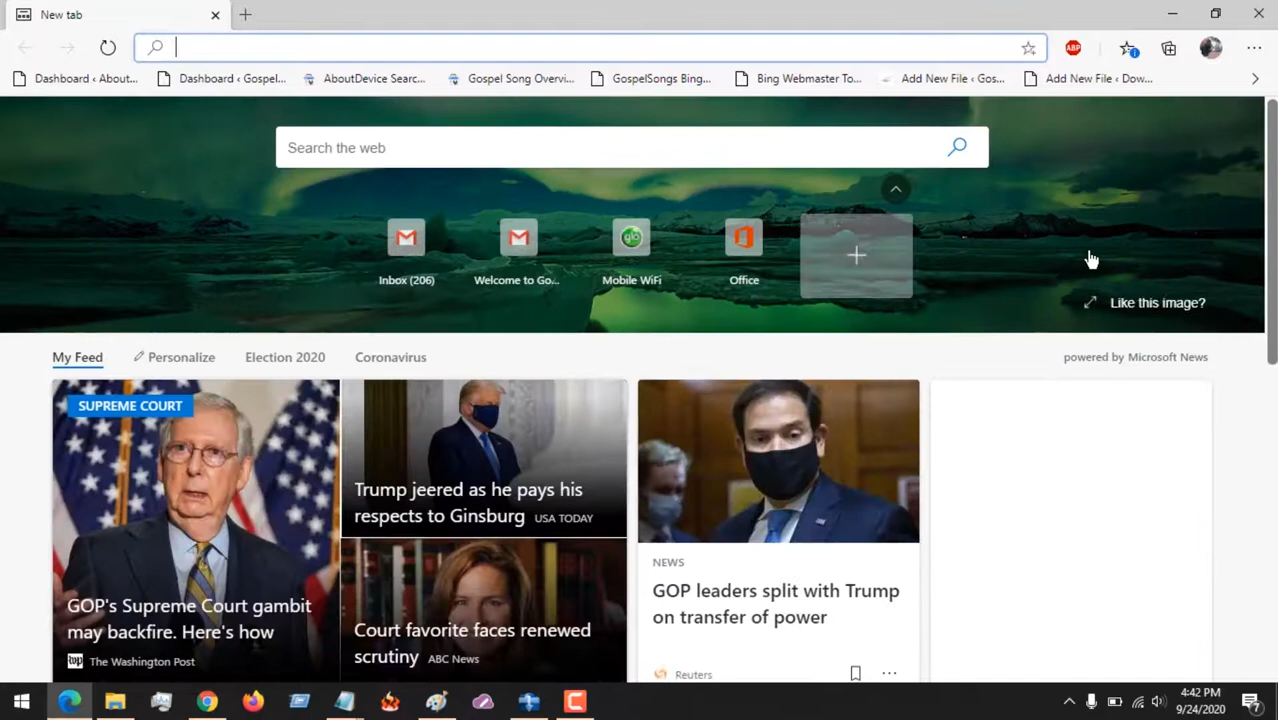 New tab
Dashboard ‹ About...
Dashboard ‹ Gospel...
AboutDevice Searc...
Gospel Song Overvi...
GospelSongs Bing...
Bing Webmaster To...
Add New File ‹ Gos...
Add New File ‹ Dow...
ABP
Search the web
glo
Inbox (206)
Welcome to Go...
Mobile WiFi
Office
Like this image?
My Feed
Personalize
Election 2020
Coronavirus
powered by Microsoft News
SUPREME COURT
GOP's Supreme Court gambit
may backfire. Here's how
wp The Washington Post
Trump jeered as he pays his
respects to Ginsburg USA TODAY
Court favorite faces renewed
scrutiny ABC News
NEWS
GOP leaders split with Trump
on transfer of power
Reuters
4:42 PM
9/24/2020
7